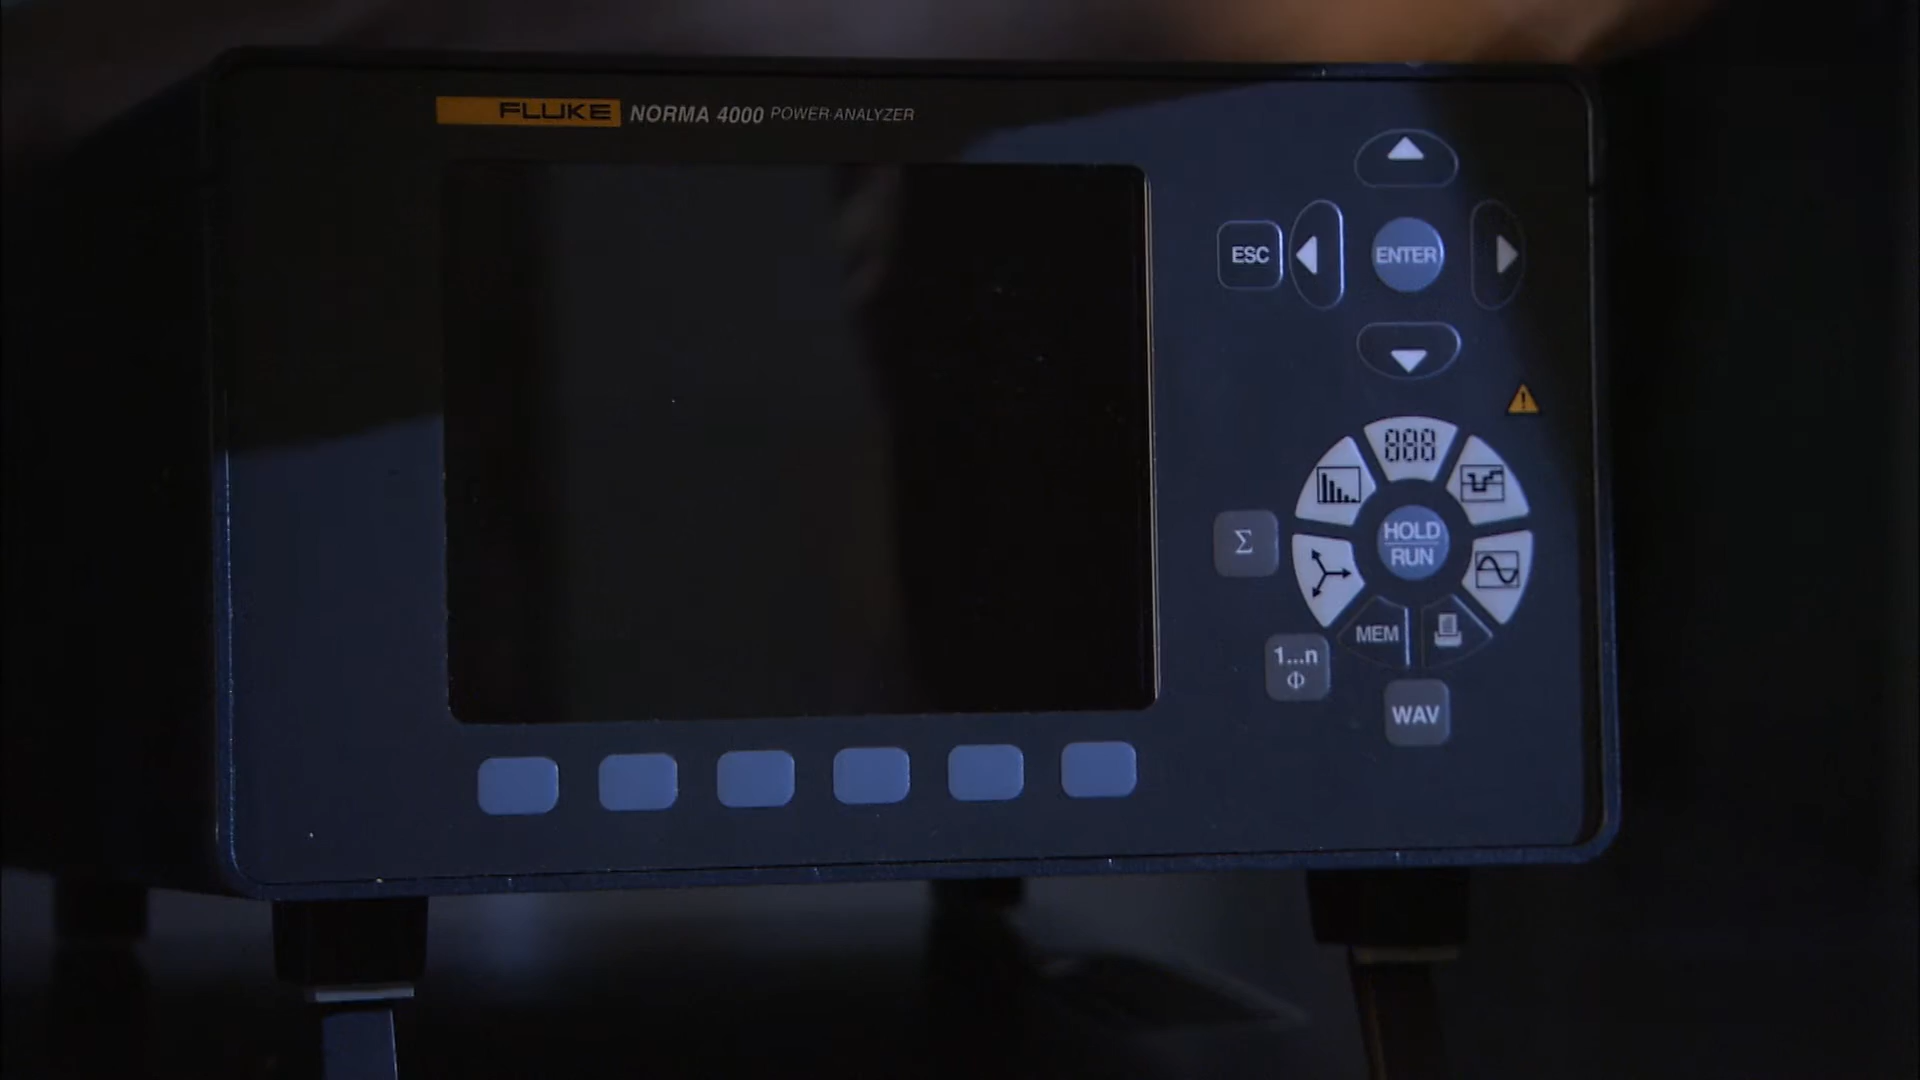 FLUKE NORMA 4000 POWER ANALYZER
ESC
ENTER
888
HOLD
RUN
Σ
MEM
1...n
Φ
WAV